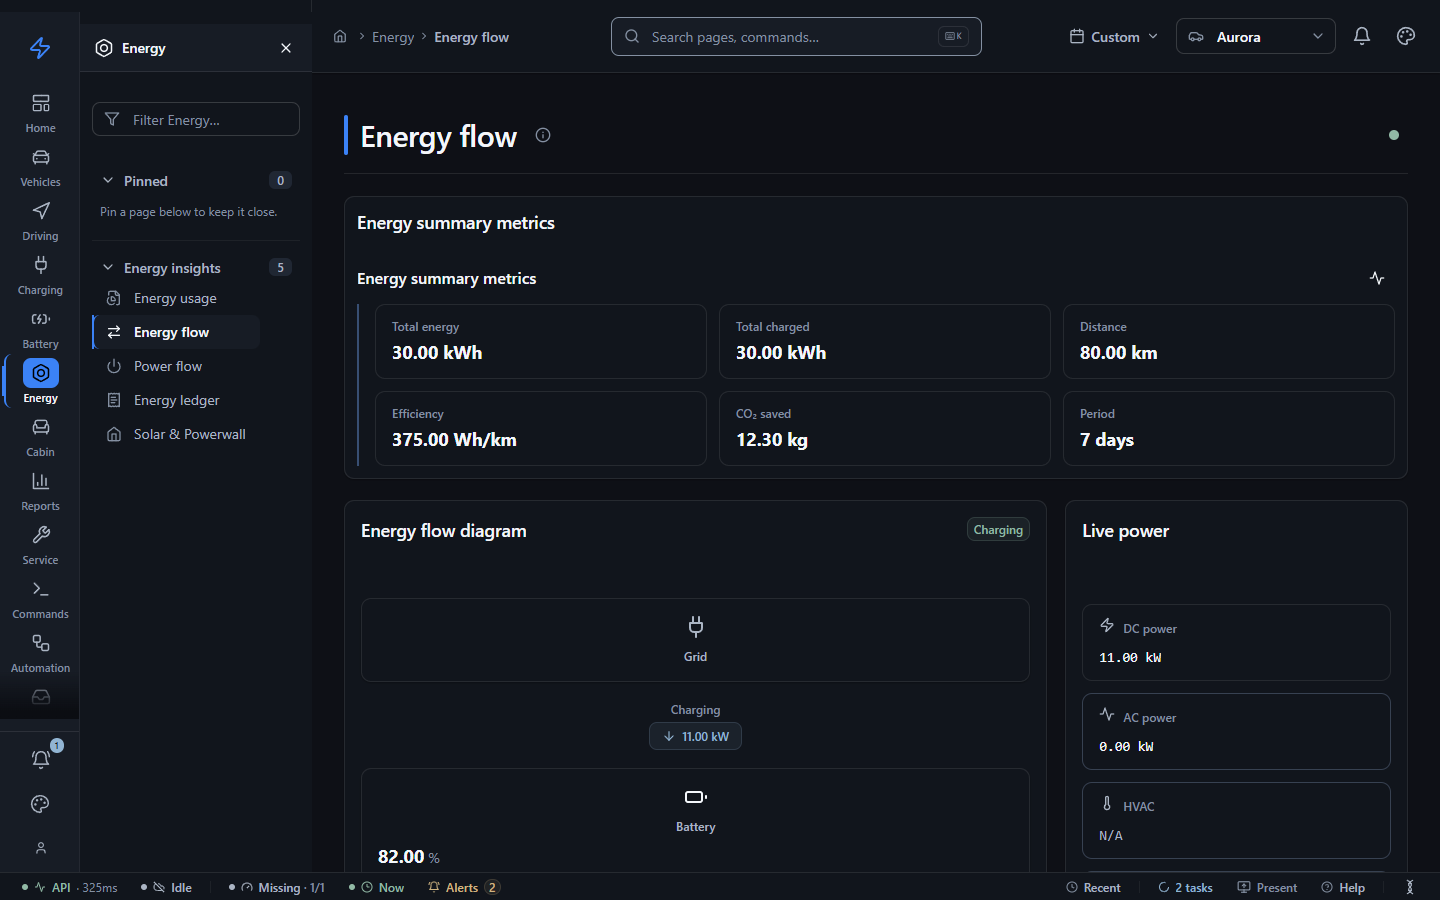 Energy
Energy
Energy flow
Search pages, commands...
K
Custom
Aurora
Home
Vehicles
Driving
Charging
Battery
Energy
Cabin
Reports
Service
Commands
Automation
1
Filter Energy...
Pinned
0
Pin a page below to keep it close.
Energy insights
5
Energy usage
Energy flow
Power flow
Energy ledger
Solar & Powerwall
Energy flow
Energy summary metrics
Energy summary metrics
Total energy
30.00 kWh
Total charged
30.00 kWh
Distance
80.00 km
Efficiency
375.00 Wh/km
CO₂ saved
12.30 kg
Period
7 days
Energy flow diagram
Charging
Grid
Charging
↓ 11.00 kW
Battery
82.00 %
Live power
DC power
11.00 kW
AC power
0.00 kW
HVAC
N/A
API · 325ms
Idle
Missing · 1/1
Now
Alerts 2
Recent
2 tasks
Present
Help